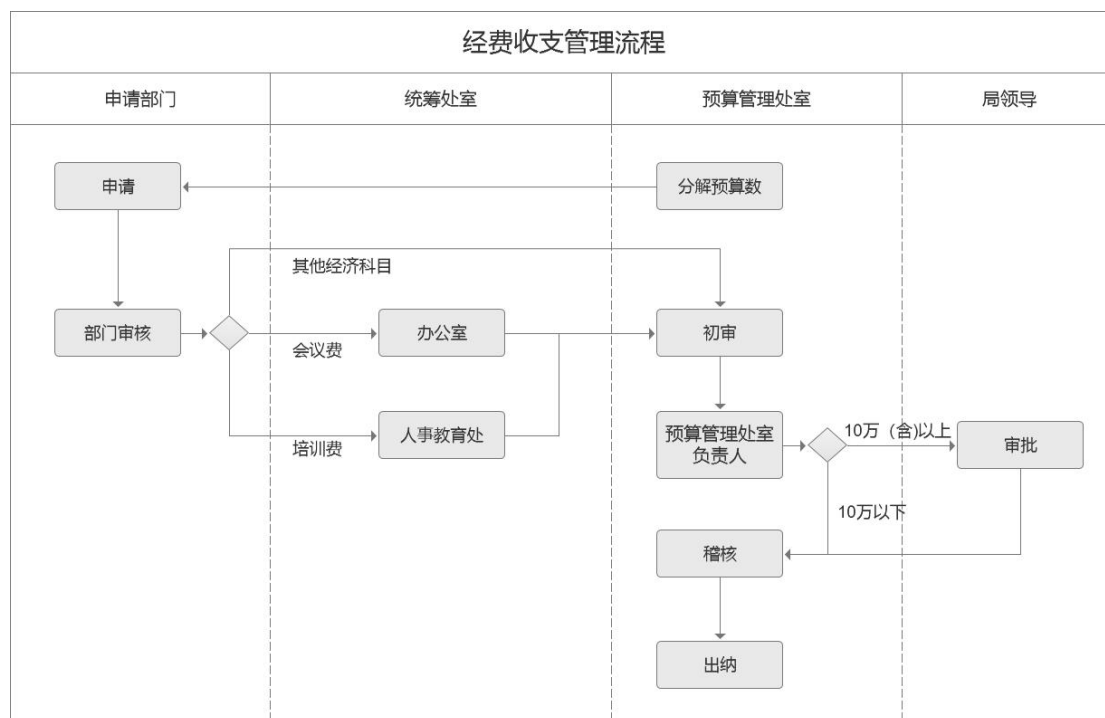 经费收支管理流程
申请部门
统筹处室
预算管理处室
局领导
申请
分解预算数
其他经济科目
部门审核
会议费
办公室
初审
培训费
人事教育处
预算管理处室
负责人
10万（含)以上
审批
10万以下
稽核
出纳